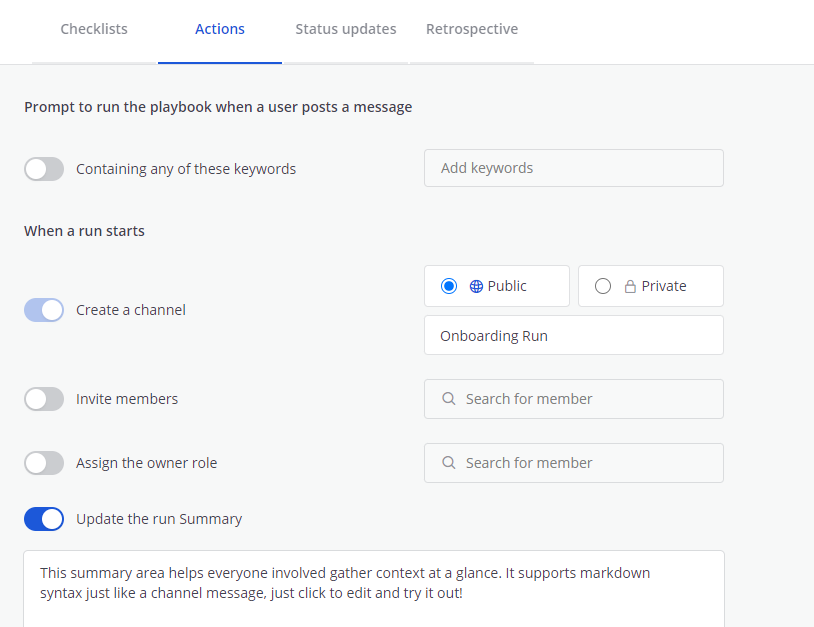 Checklists
Actions
Status updates
Retrospective
Prompt to run the playbook when a user posts a message
Containing any of these keywords
Add keywords
When a run starts
Create a channel
Public
Private
Onboarding Run
Invite members
Search for member
Assign the owner role
Search for member
Update the run Summary
This summary area helps everyone involved gather context at a glance. It supports markdown
syntax just like a channel message, just click to edit and try it out!